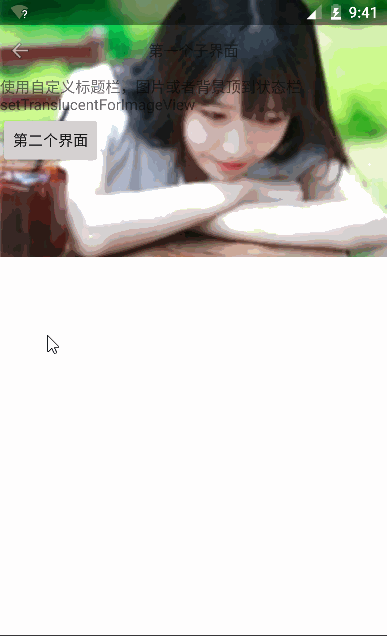 9:41
第一个子界面
使用自定义标题栏，图片或者背景顶到状态栏
setTranslucentForImageView
第二个界面